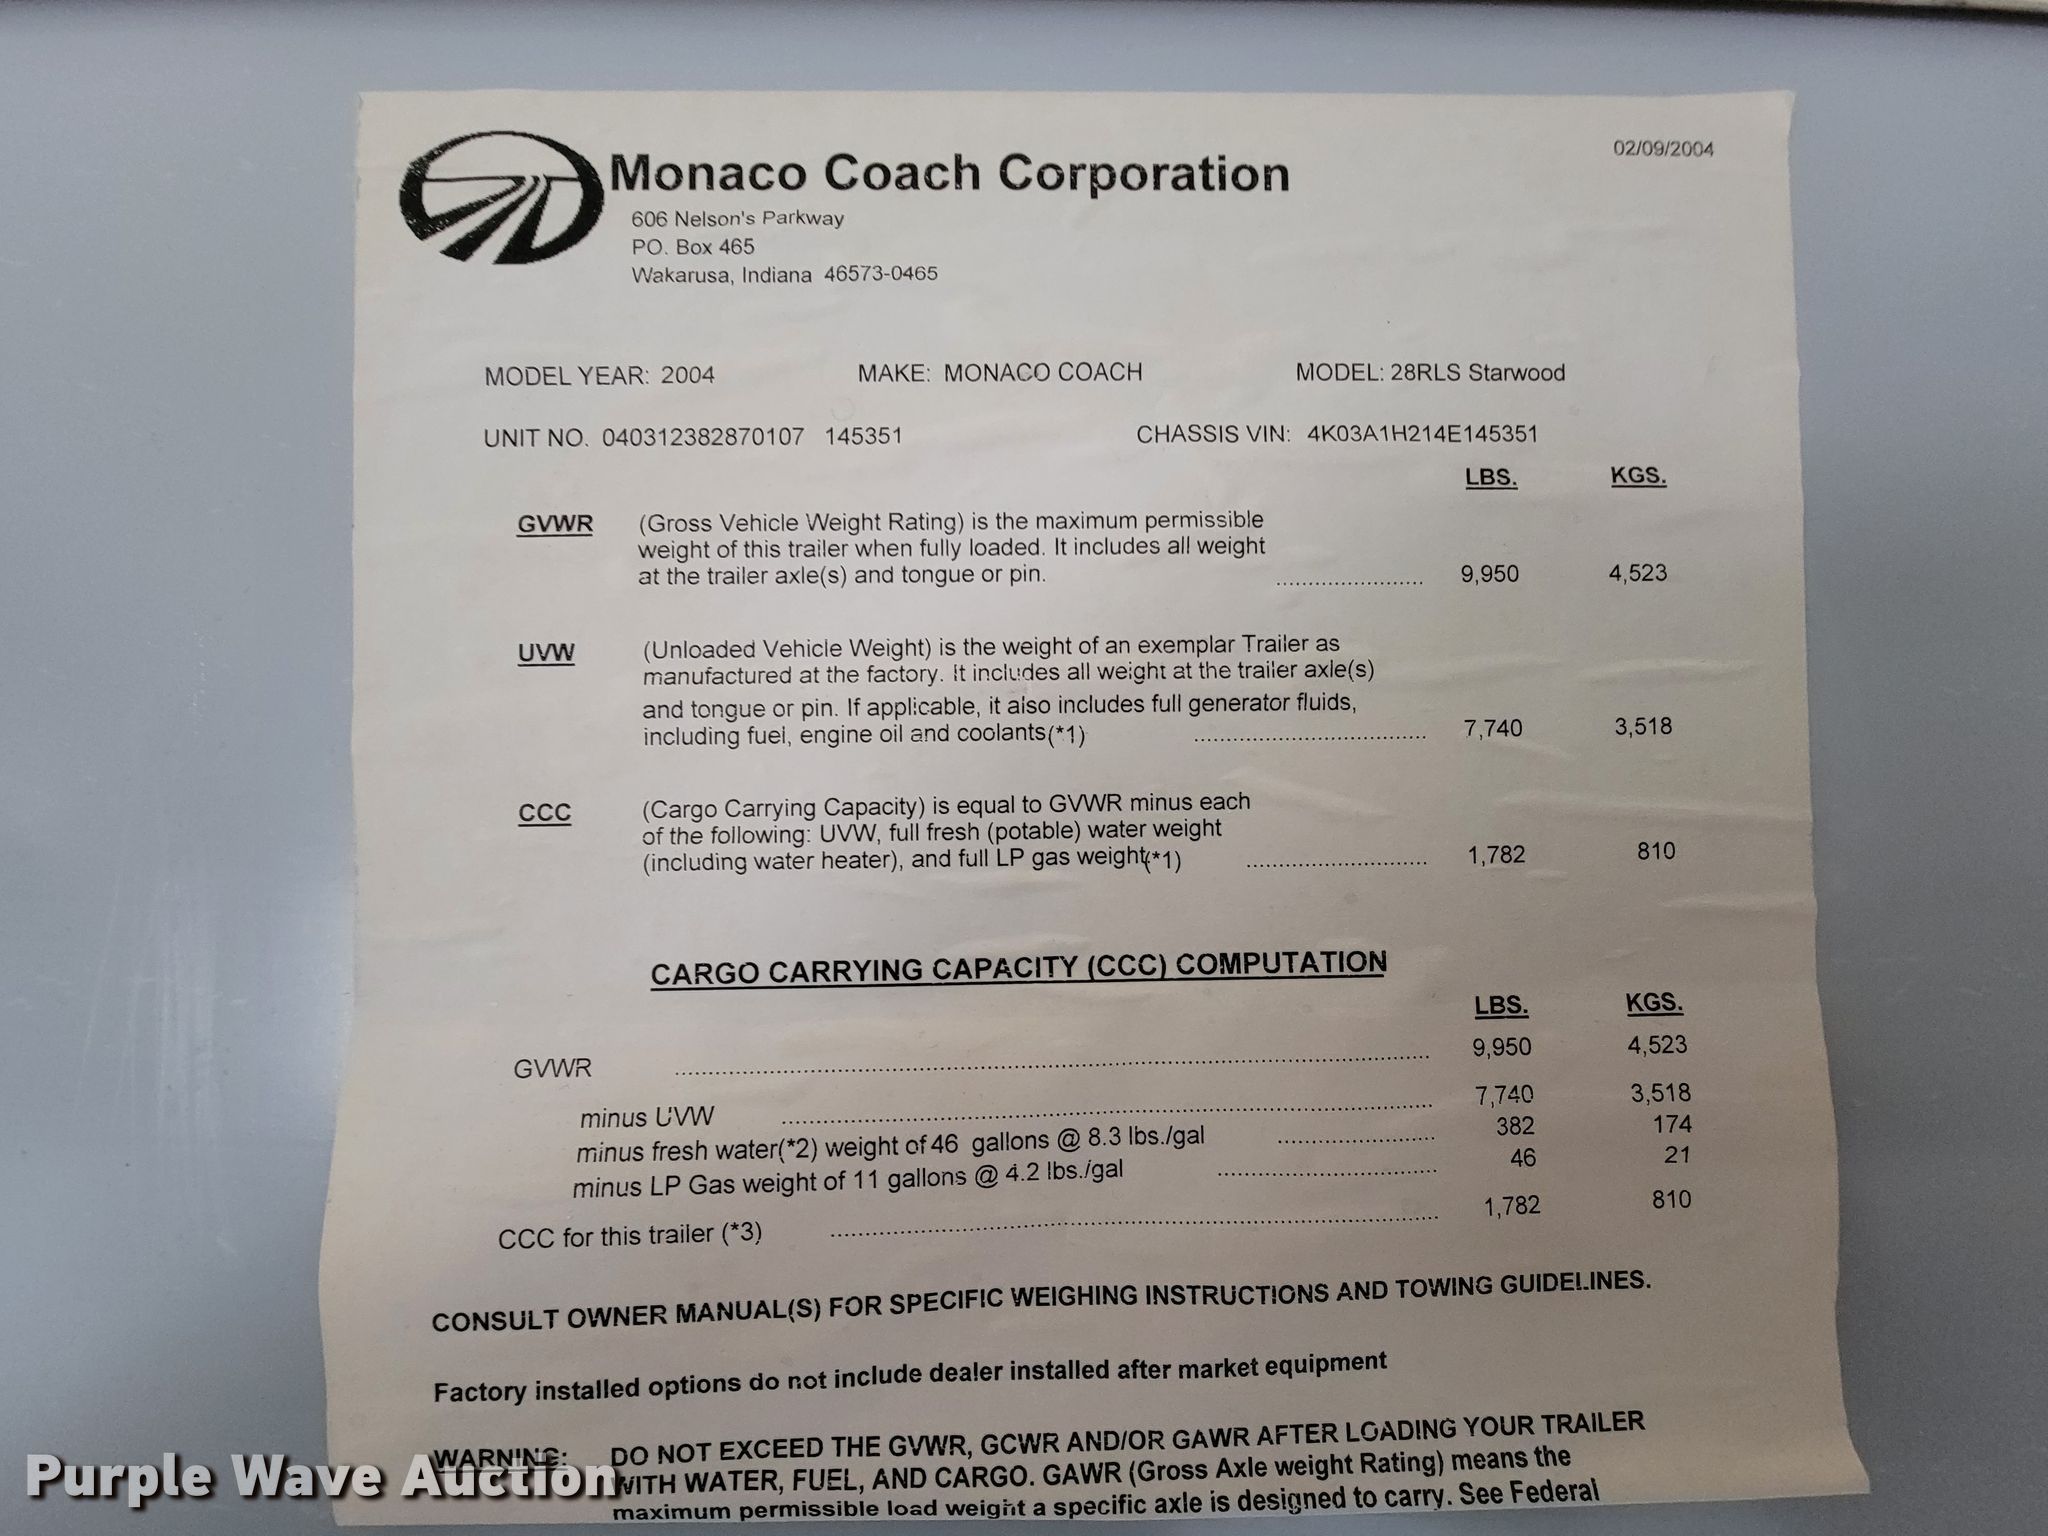 Monaco Coach Corporation
02/09/2004
606 Nelson's Parkway
PO. Box 465
Wakarusa, Indiana 46573-0465
MODEL YEAR: 2004 MAKE: MONACO COACH MODEL: 28RLS Starwood
UNIT NO. 040312382870107 145351 CHASSIS VIN: 4K03A1H214E145351
LBS. KGS.
GVWR (Gross Vehicle Weight Rating) is the maximum permissible
weight of this trailer when fully loaded. It includes all weight
at the trailer axle(s) and tongue or pin. ........................ 9,950 4,523
UVW (Unloaded Vehicle Weight) is the weight of an exemplar Trailer as
manufactured at the factory. It includes all weight at the trailer axle(s)
and tongue or pin. If applicable, it also includes full generator fluids,
including fuel, engine oil and coolants(*1) ........................ 7,740 3,518
CCC (Cargo Carrying Capacity) is equal to GVWR minus each
of the following: UVW, full fresh (potable) water weight
(including water heater), and full LP gas weight(*1) ........................ 1,782 810
CARGO CARRYING CAPACITY (CCC) COMPUTATION
LBS. KGS.
GVWR ........................ 9,950 4,523
minus UVW ........................ 7,740 3,518
minus fresh water(*2) weight of 46 gallons @ 8.3 lbs./gal ........................ 382 174
minus LP Gas weight of 11 gallons @ 4.2 lbs./gal ........................ 46 21
CCC for this trailer (*3) ........................ 1,782 810
CONSULT OWNER MANUAL(S) FOR SPECIFIC WEIGHING INSTRUCTIONS AND TOWING GUIDELINES.
Factory installed options do not include dealer installed after market equipment
WARNING: DO NOT EXCEED THE GVWR, GCWR AND/OR GAWR AFTER LOADING YOUR TRAILER
WITH WATER, FUEL, AND CARGO. GAWR (Gross Axle weight Rating) means the
maximum permissible load weight a specific axle is designed to carry. See Federal
Purple Wave Auction